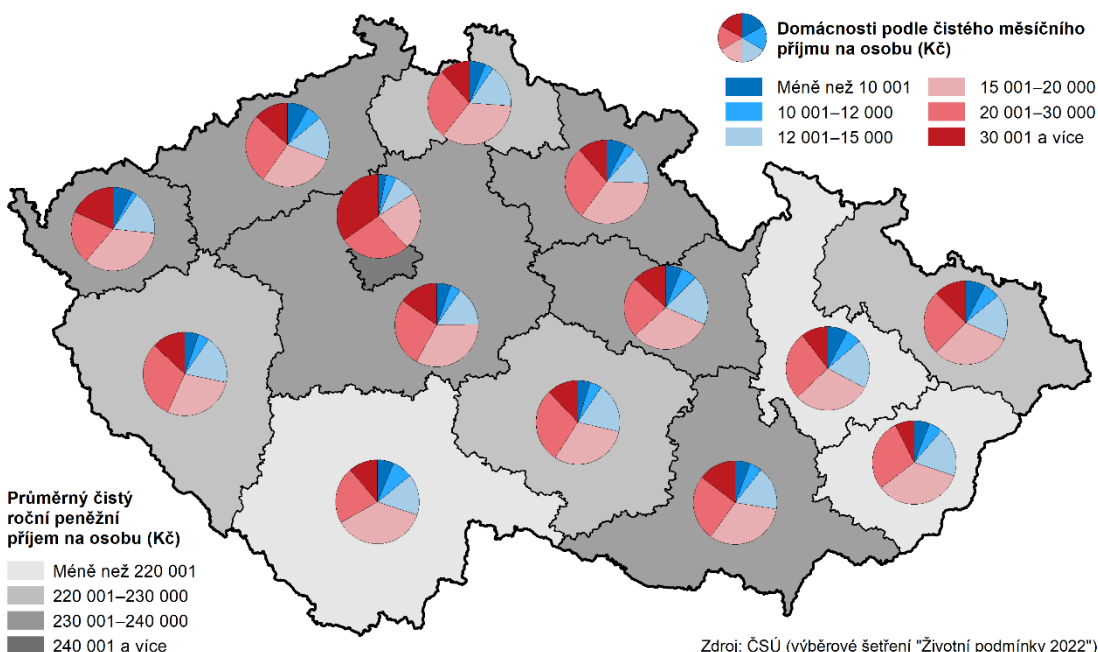 Domácnosti podle čistého měsíčního
příjmu na osobu (Kč)
Méně než 10 001
10 001–12 000
12 001–15 000
15 001–20 000
20 001–30 000
30 001 a více
Průměrný čistý
roční peněžní
příjem na osobu (Kč)
Méně než 220 001
220 001–230 000
230 001–240 000
240 001 a více
Zdroj: ČSÚ (výběrové šetření "Životní podmínky 2022")